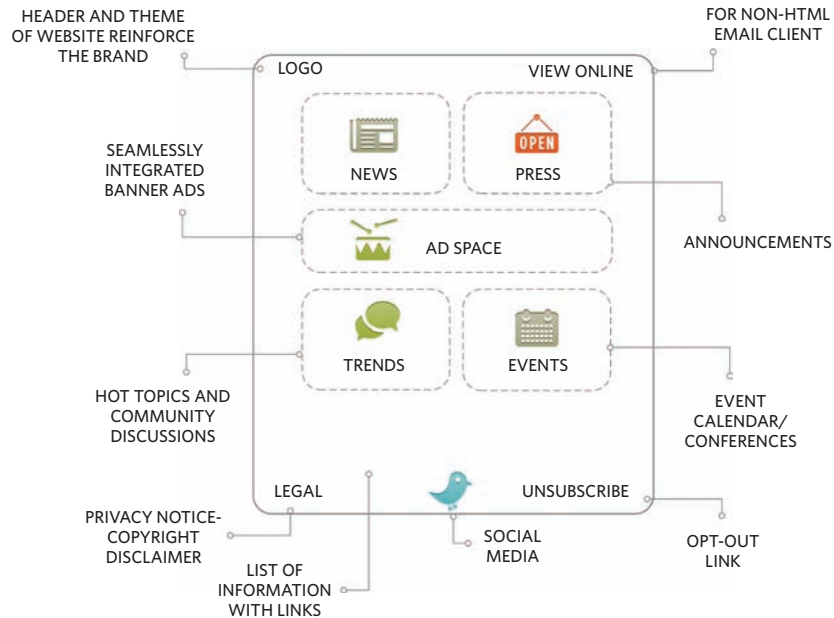 HEADER AND THEME
OF WEBSITE REINFORCE
THE BRAND
FOR NON-HTML
EMAIL CLIENT
LOGO
VIEW ONLINE
SEAMLESSLY
INTEGRATED
BANNER ADS
NEWS
OPEN
PRESS
ANNOUNCEMENTS
AD SPACE
TRENDS
EVENTS
HOT TOPICS AND
COMMUNITY
DISCUSSIONS
EVENT
CALENDAR/
CONFERENCES
LEGAL
UNSUBSCRIBE
PRIVACY NOTICE-
COPYRIGHT
DISCLAIMER
LIST OF
INFORMATION
WITH LINKS
SOCIAL
MEDIA
OPT-OUT
LINK